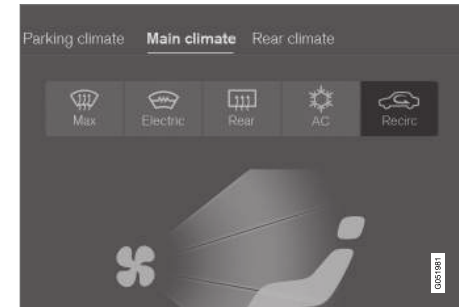 Parking climate Main climate Rear climate
Max Electric Rear AC Recirc
G051981